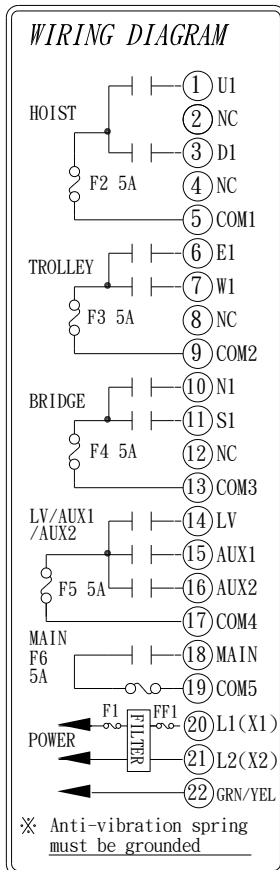 WIRING DIAGRAM
1 U1
HOIST
2 NC
3 D1
F2 5A
4 NC
5 COM1
6 E1
TROLLEY
7 W1
F3 5A
8 NC
9 COM2
10 N1
BRIDGE
11 S1
F4 5A
12 NC
13 COM3
LV/AUX1
/AUX2
14 LV
15 AUX1
F5 5A
16 AUX2
17 COM4
MAIN
F6
5A
18 MAIN
19 COM5
F1 FF1
20 L1(X1)
POWER
FILTER
21 L2(X2)
22 GRN/YEL
※ Anti-vibration spring
must be grounded